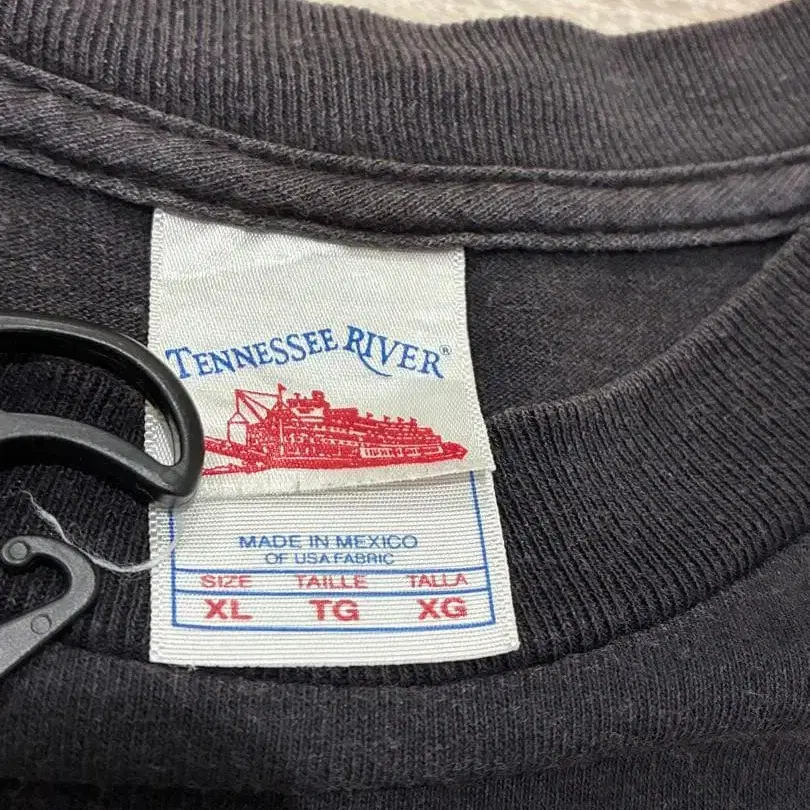 TENNESSEE RIVER®
MADE IN MEXICO
OF USA FABRIC
SIZE TAILLE TALLA
XL TG XG